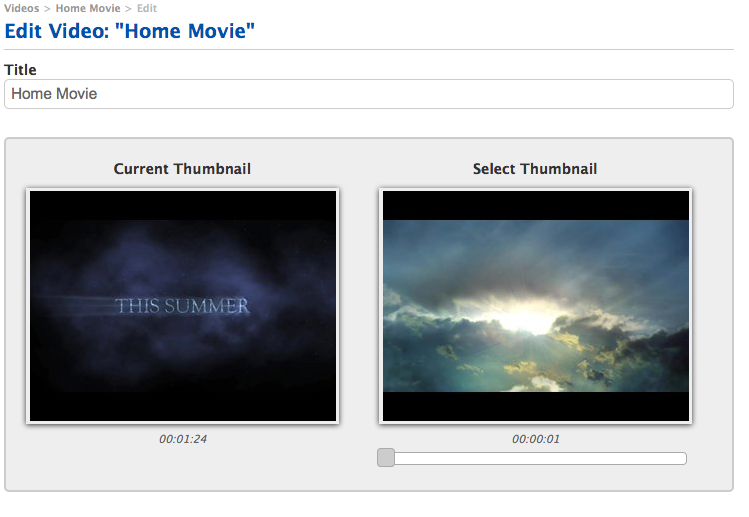 Videos > Home Movie > Edit
Edit Video: "Home Movie"
Title
Home Movie
Current Thumbnail
Select Thumbnail
THIS SUMMER
00:01:24
00:00:01